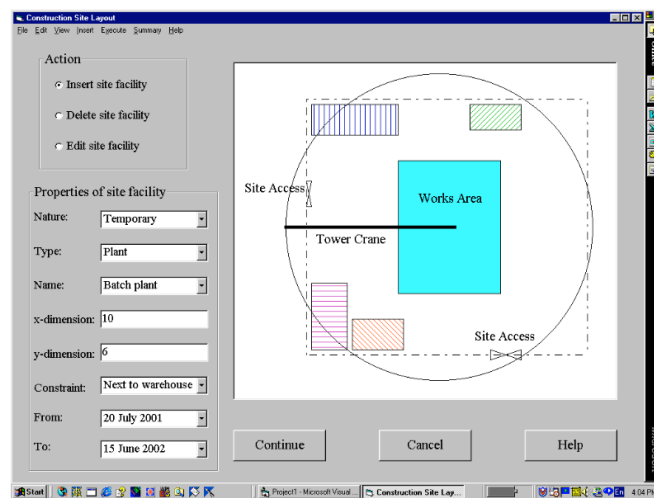 Construction Site Layout
File Edit View Insert Execute Summary Help
Action
Insert site facility
Delete site facility
Edit site facility
Properties of site facility
Nature: Temporary
Type: Plant
Name: Batch plant
x-dimension: 10
y-dimension: 6
Constraint: Next to warehouse
From: 20 July 2001
To: 15 June 2002
Site Access
Works Area
Tower Crane
Site Access
Continue Cancel Help
Start Project1 - Microsoft Visual ... Construction Site Lay... En 4:04 PM